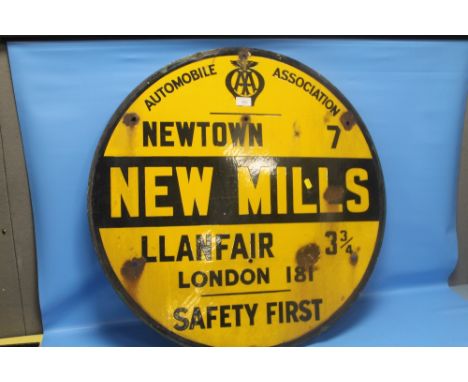 AUTOMOBILE AA ASSOCIATION
NEWTOWN 7
NEW MILLS
LLANFAIR 3¾
LONDON 181
SAFETY FIRST